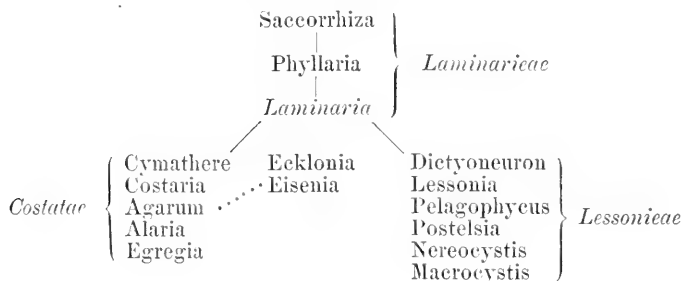 Saccorrhiza
Phyllaria
Laminarieae
Laminaria
Cymathere Ecklonia Dictyoneuron
Costaria Eisenia Lessonia
Costatae Agarum Pelagophycus Lessonieae
Alaria Postelsia
Egregia Nereocystis
Macrocystis